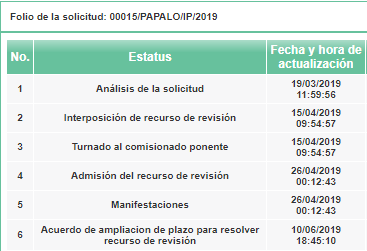 Folio de la solicitud: 00015/PAPALO/IP/2019
No. Estatus Fecha y hora de
actualización
1 Análisis de la solicitud 19/03/2019
11:59:56
2 Interposición de recurso de revisión 15/04/2019
09:54:57
3 Turnado al comisionado ponente 15/04/2019
09:54:57
4 Admisión del recurso de revisión 26/04/2019
00:12:43
5 Manifestaciones 26/04/2019
00:12:43
6 Acuerdo de ampliacion de plazo para resolver 10/06/2019
recurso de revisión 18:45:10